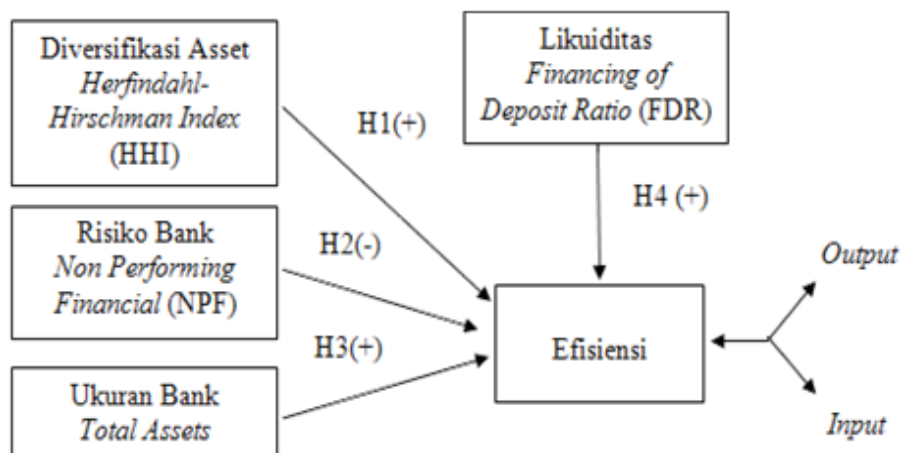 Diversifikasi Asset
Herfindahl-
Hirschman Index
(HHI)
Likuiditas
Financing of
Deposit Ratio (FDR)
H1(+)
H4 (+)
Risiko Bank
Non Performing
Financial (NPF)
H2(-)
Output
H3(+)
Efisiensi
Ukuran Bank
Total Assets
Input